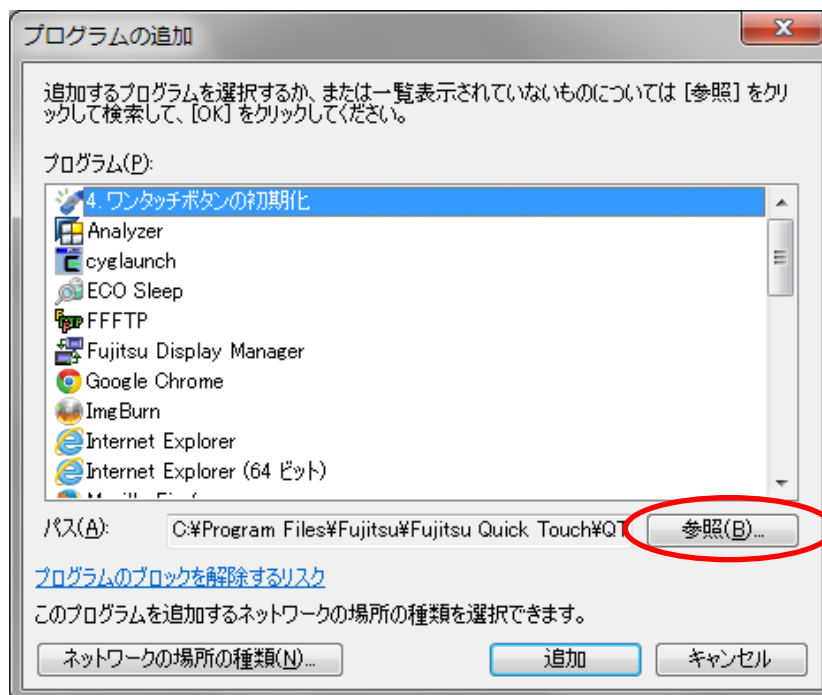 プログラムの追加
追加するプログラムを選択するか、または一覧表示されていないものについては [参照] をクリ
ックして検索して、[OK] をクリックしてください。
プログラム(P):
4. ワンタッチボタンの初期化
Analyzer
cyglaunch
ECO Sleep
FFFTP
Fujitsu Display Manager
Google Chrome
ImgBurn
Internet Explorer
Internet Explorer (64 ビット)
パス(A):
C:¥Program Files¥Fujitsu¥Fujitsu Quick Touch¥QT
参照(B)...
プログラムのブロックを解除するリスク
このプログラムを追加するネットワークの場所の種類を選択できます。
ネットワークの場所の種類(N)...
追加
キャンセル